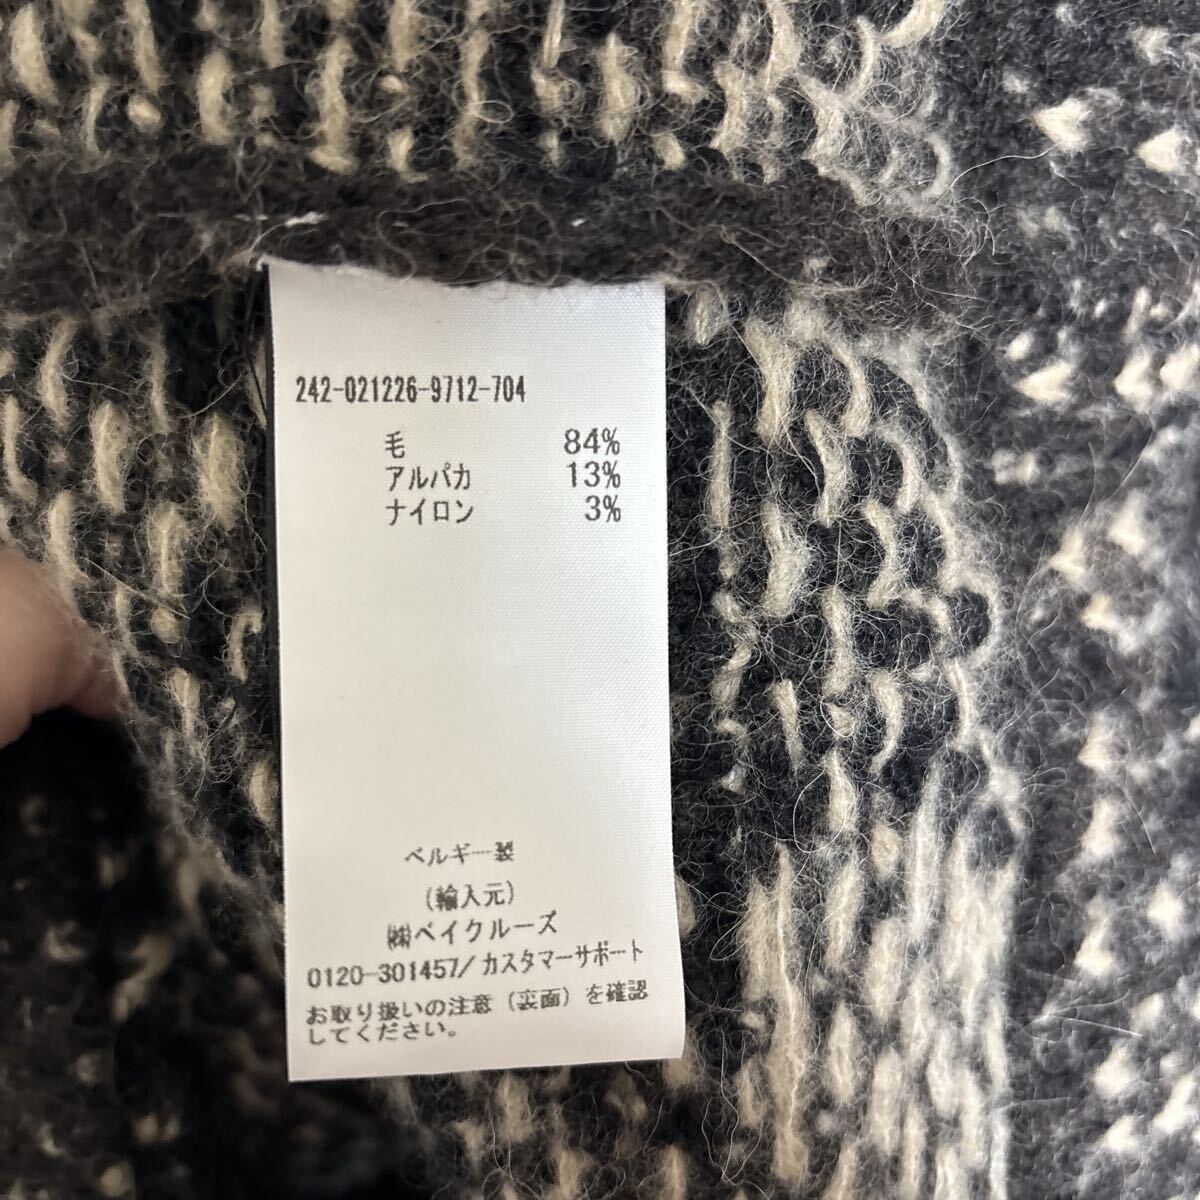 242-021226-9712-704
毛 84%
アルパカ 13%
ナイロン 3%
ベルギー製
(輸入元)
㈱ベイクルーズ
0120-301457/カスタマーサポート
お取り扱いの注意(裏面)を確認
してください。